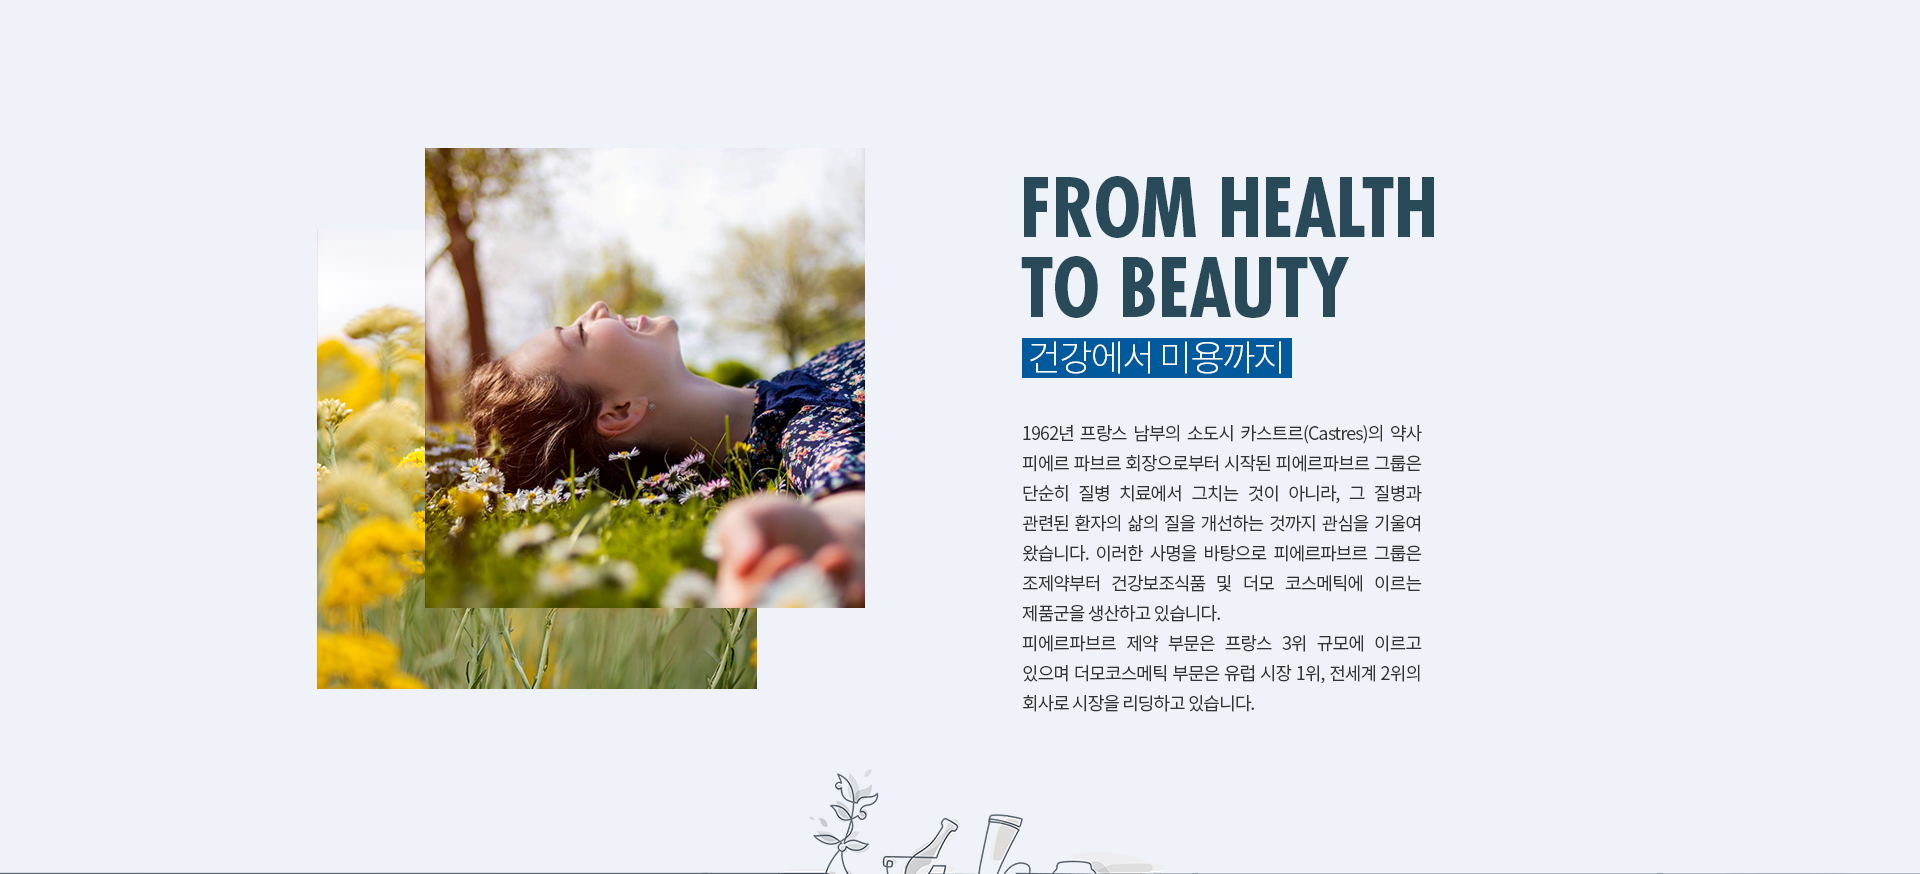 FROM HEALTH
TO BEAUTY
건강에서 미용까지
1962년 프랑스 남부의 소도시 카스트르(Castres)의 약사
피에르 파브르 회장으로부터 시작된 피에르파브르 그룹은
단순히 질병 치료에서 그치는 것이 아니라, 그 질병과
관련된 환자의 삶의 질을 개선하는 것까지 관심을 기울여
왔습니다. 이러한 사명을 바탕으로 피에르파브르 그룹은
조제약부터 건강보조식품 및 더모 코스메틱에 이르는
제품군을 생산하고 있습니다.
피에르파브르 제약 부문은 프랑스 3위 규모에 이르고
있으며 더모코스메틱 부문은 유럽 시장 1위, 전세계 2위의
회사로 시장을 리딩하고 있습니다.